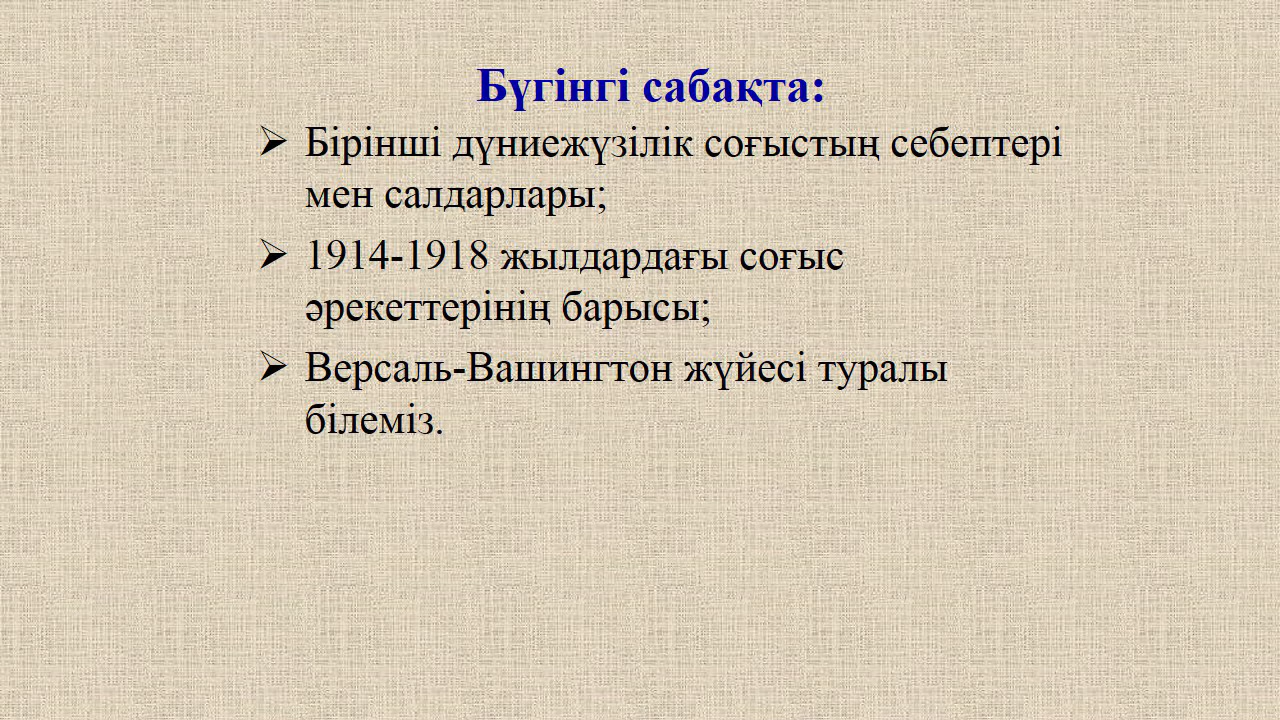 Бүгінгі сабақта:
➢ Бірінші дүниежүзілік соғыстың себептері
мен салдарлары;
➢ 1914-1918 жылдардағы соғыс
әрекеттерінің барысы;
➢ Версаль-Вашингтон жүйесі туралы
білеміз.